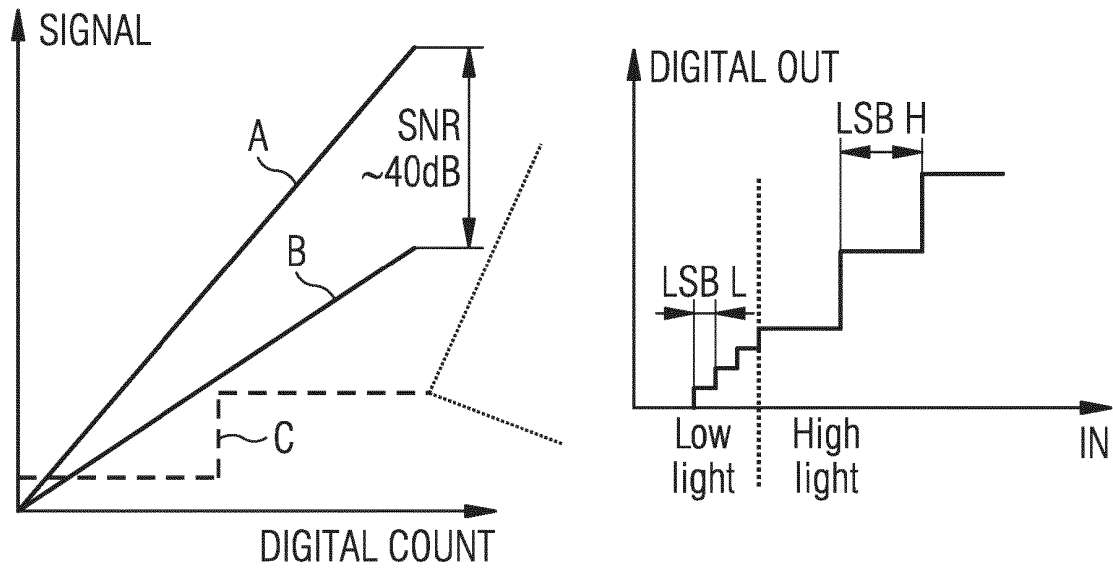 SIGNAL
A
SNR
~40dB
B
C
DIGITAL COUNT
DIGITAL OUT
LSB H
LSB L
Low
light
High
light
IN